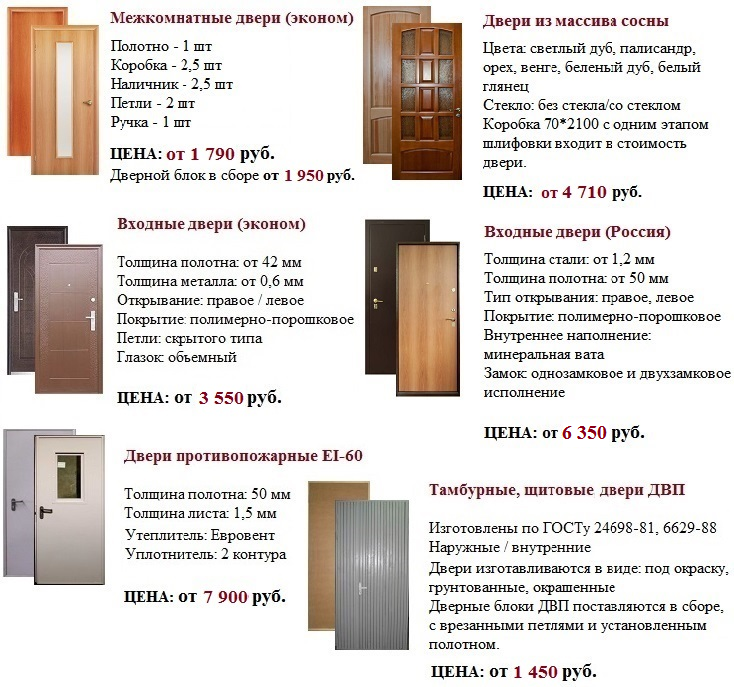 Межкомнатные двери (эконом)
Полотно - 1 шт
Коробка - 2,5 шт
Наличник - 2,5 шт
Петли - 2 шт
Ручка - 1 шт
ЦЕНА: от 1 790 руб.
Дверной блок в сборе от 1 950 руб.
Двери из массива сосны
Цвета: светлый дуб, палисандр,
орех, венге, беленый дуб, белый
глянец
Стекло: без стекла/со стеклом
Коробка 70*2100 с одним этапом
шлифовки входит в стоимость
двери.
ЦЕНА: от 4 710 руб.
Входные двери (эконом)
Толщина полотна: от 42 мм
Толщина металла: от 0,6 мм
Открывание: правое / левое
Покрытие: полимерно-порошковое
Петли: скрытого типа
Глазок: объемный
ЦЕНА: от 3 550 руб.
Входные двери (Россия)
Толщина стали: от 1,2 мм
Толщина полотна: от 50 мм
Тип открывания: правое, левое
Покрытие: полимерно-порошковое
Внутреннее наполнение:
минеральная вата
Замок: однозамковое и двухзамковое
исполнение
ЦЕНА: от 6 350 руб.
Двери противопожарные EI-60
Толщина полотна: 50 мм
Толщина листа: 1,5 мм
Утеплитель: Евровент
Уплотнитель: 2 контура
ЦЕНА: от 7 900 руб.
Тамбурные, щитовые двери ДВП
Изготовлены по ГОСТу 24698-81, 6629-88
Наружные / внутренние
Двери изготавливаются в виде: под окраску,
грунтованные, окрашенные
Дверные блоки ДВП поставляются в сборе,
с врезанными петлями и установленным
полотном.
ЦЕНА: от 1 450 руб.